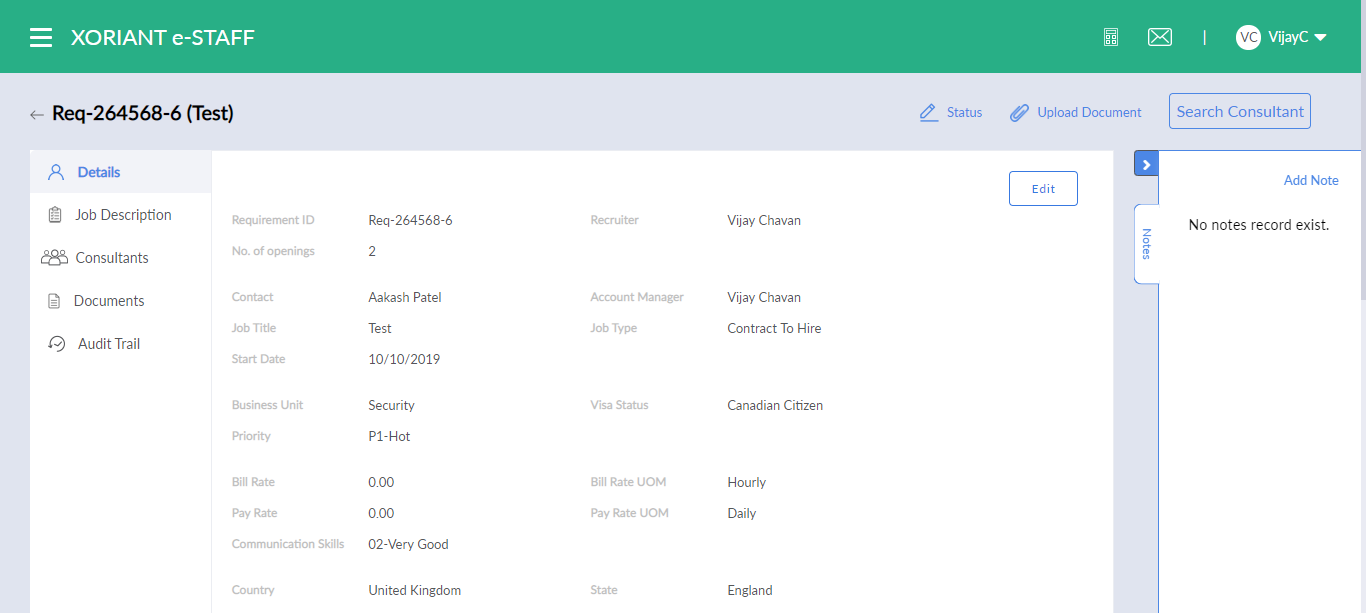 XORIANT e-STAFF
|
VC VijayC
Req-264568-6 (Test)
Status
Upload Document
Search Consultant
Details
Job Description
Consultants
Documents
Audit Trail
Edit
Requirement ID Req-264568-6 Recruiter Vijay Chavan
No. of openings 2
Contact Aakash Patel Account Manager Vijay Chavan
Job Title Test Job Type Contract To Hire
Start Date 10/10/2019
Business Unit Security Visa Status Canadian Citizen
Priority P1-Hot
Bill Rate 0.00 Bill Rate UOM Hourly
Pay Rate 0.00 Pay Rate UOM Daily
Communication Skills 02-Very Good
Country United Kingdom State England
Add Note
Notes
No notes record exist.